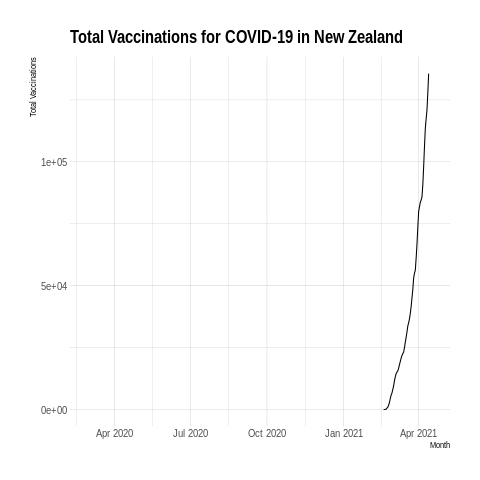 Total Vaccinations for COVID-19 in New Zealand
Total Vaccinations
1e+05
5e+04
0e+00
Apr 2020 Jul 2020 Oct 2020 Jan 2021 Apr 2021
Month